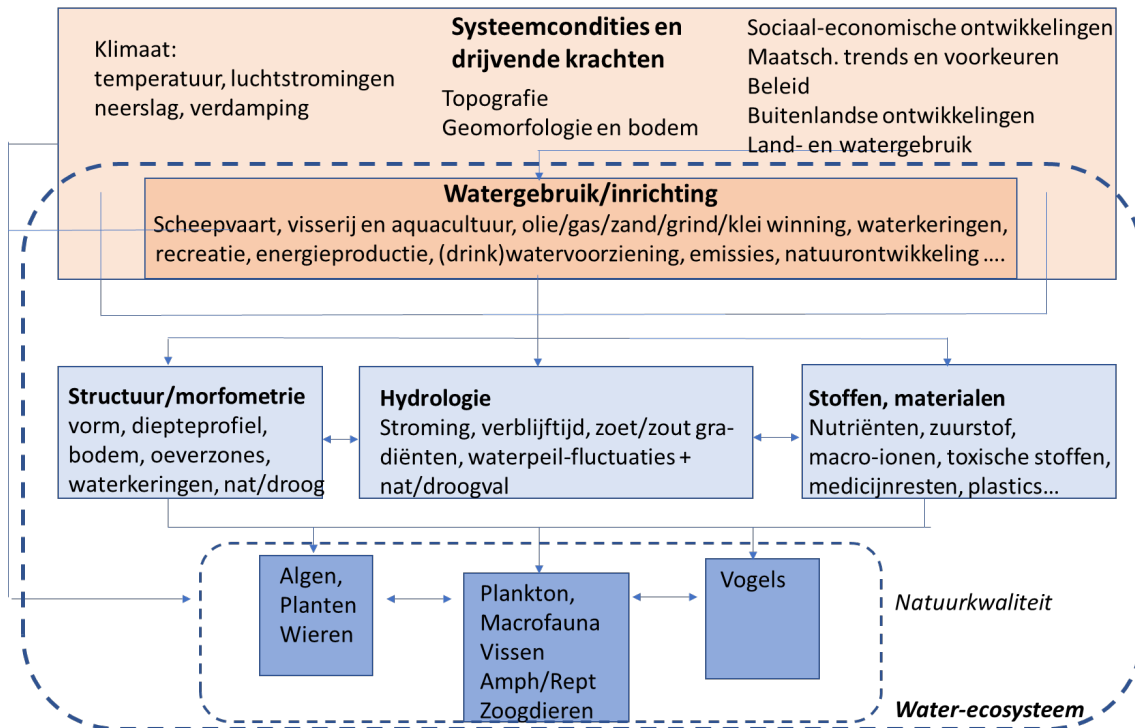 Klimaat:
temperatuur, luchtstromingen
neerslag, verdamping
Systeemcondities en
drijvende krachten
Topografie
Geomorfologie en bodem
Sociaal-economische ontwikkelingen
Maatsch. trends en voorkeuren
Beleid
Buitenlandse ontwikkelingen
Land- en watergebruik
Watergebruik/inrichting
Scheepvaart, visserij en aquacultuur, olie/gas/zand/grind/klei winning, waterkeringen,
recreatie, energieproductie, (drink)watervoorziening, emissies, natuurontwikkeling ....
Structuur/morfometrie
vorm, diepteprofiel,
bodem, oeverzones,
waterkeringen, nat/droog
Hydrologie
Stroming, verblijftijd, zoet/zout gra-
diënten, waterpeil-fluctuaties +
nat/droogval
Stoffen, materialen
Nutriënten, zuurstof,
macro-ionen, toxische stoffen,
medicijnresten, plastics...
Algen,
Planten
Wieren
Plankton,
Macrofauna
Vissen
Amph/Rept
Zoogdieren
Vogels
Natuurkwaliteit
Water-ecosysteem